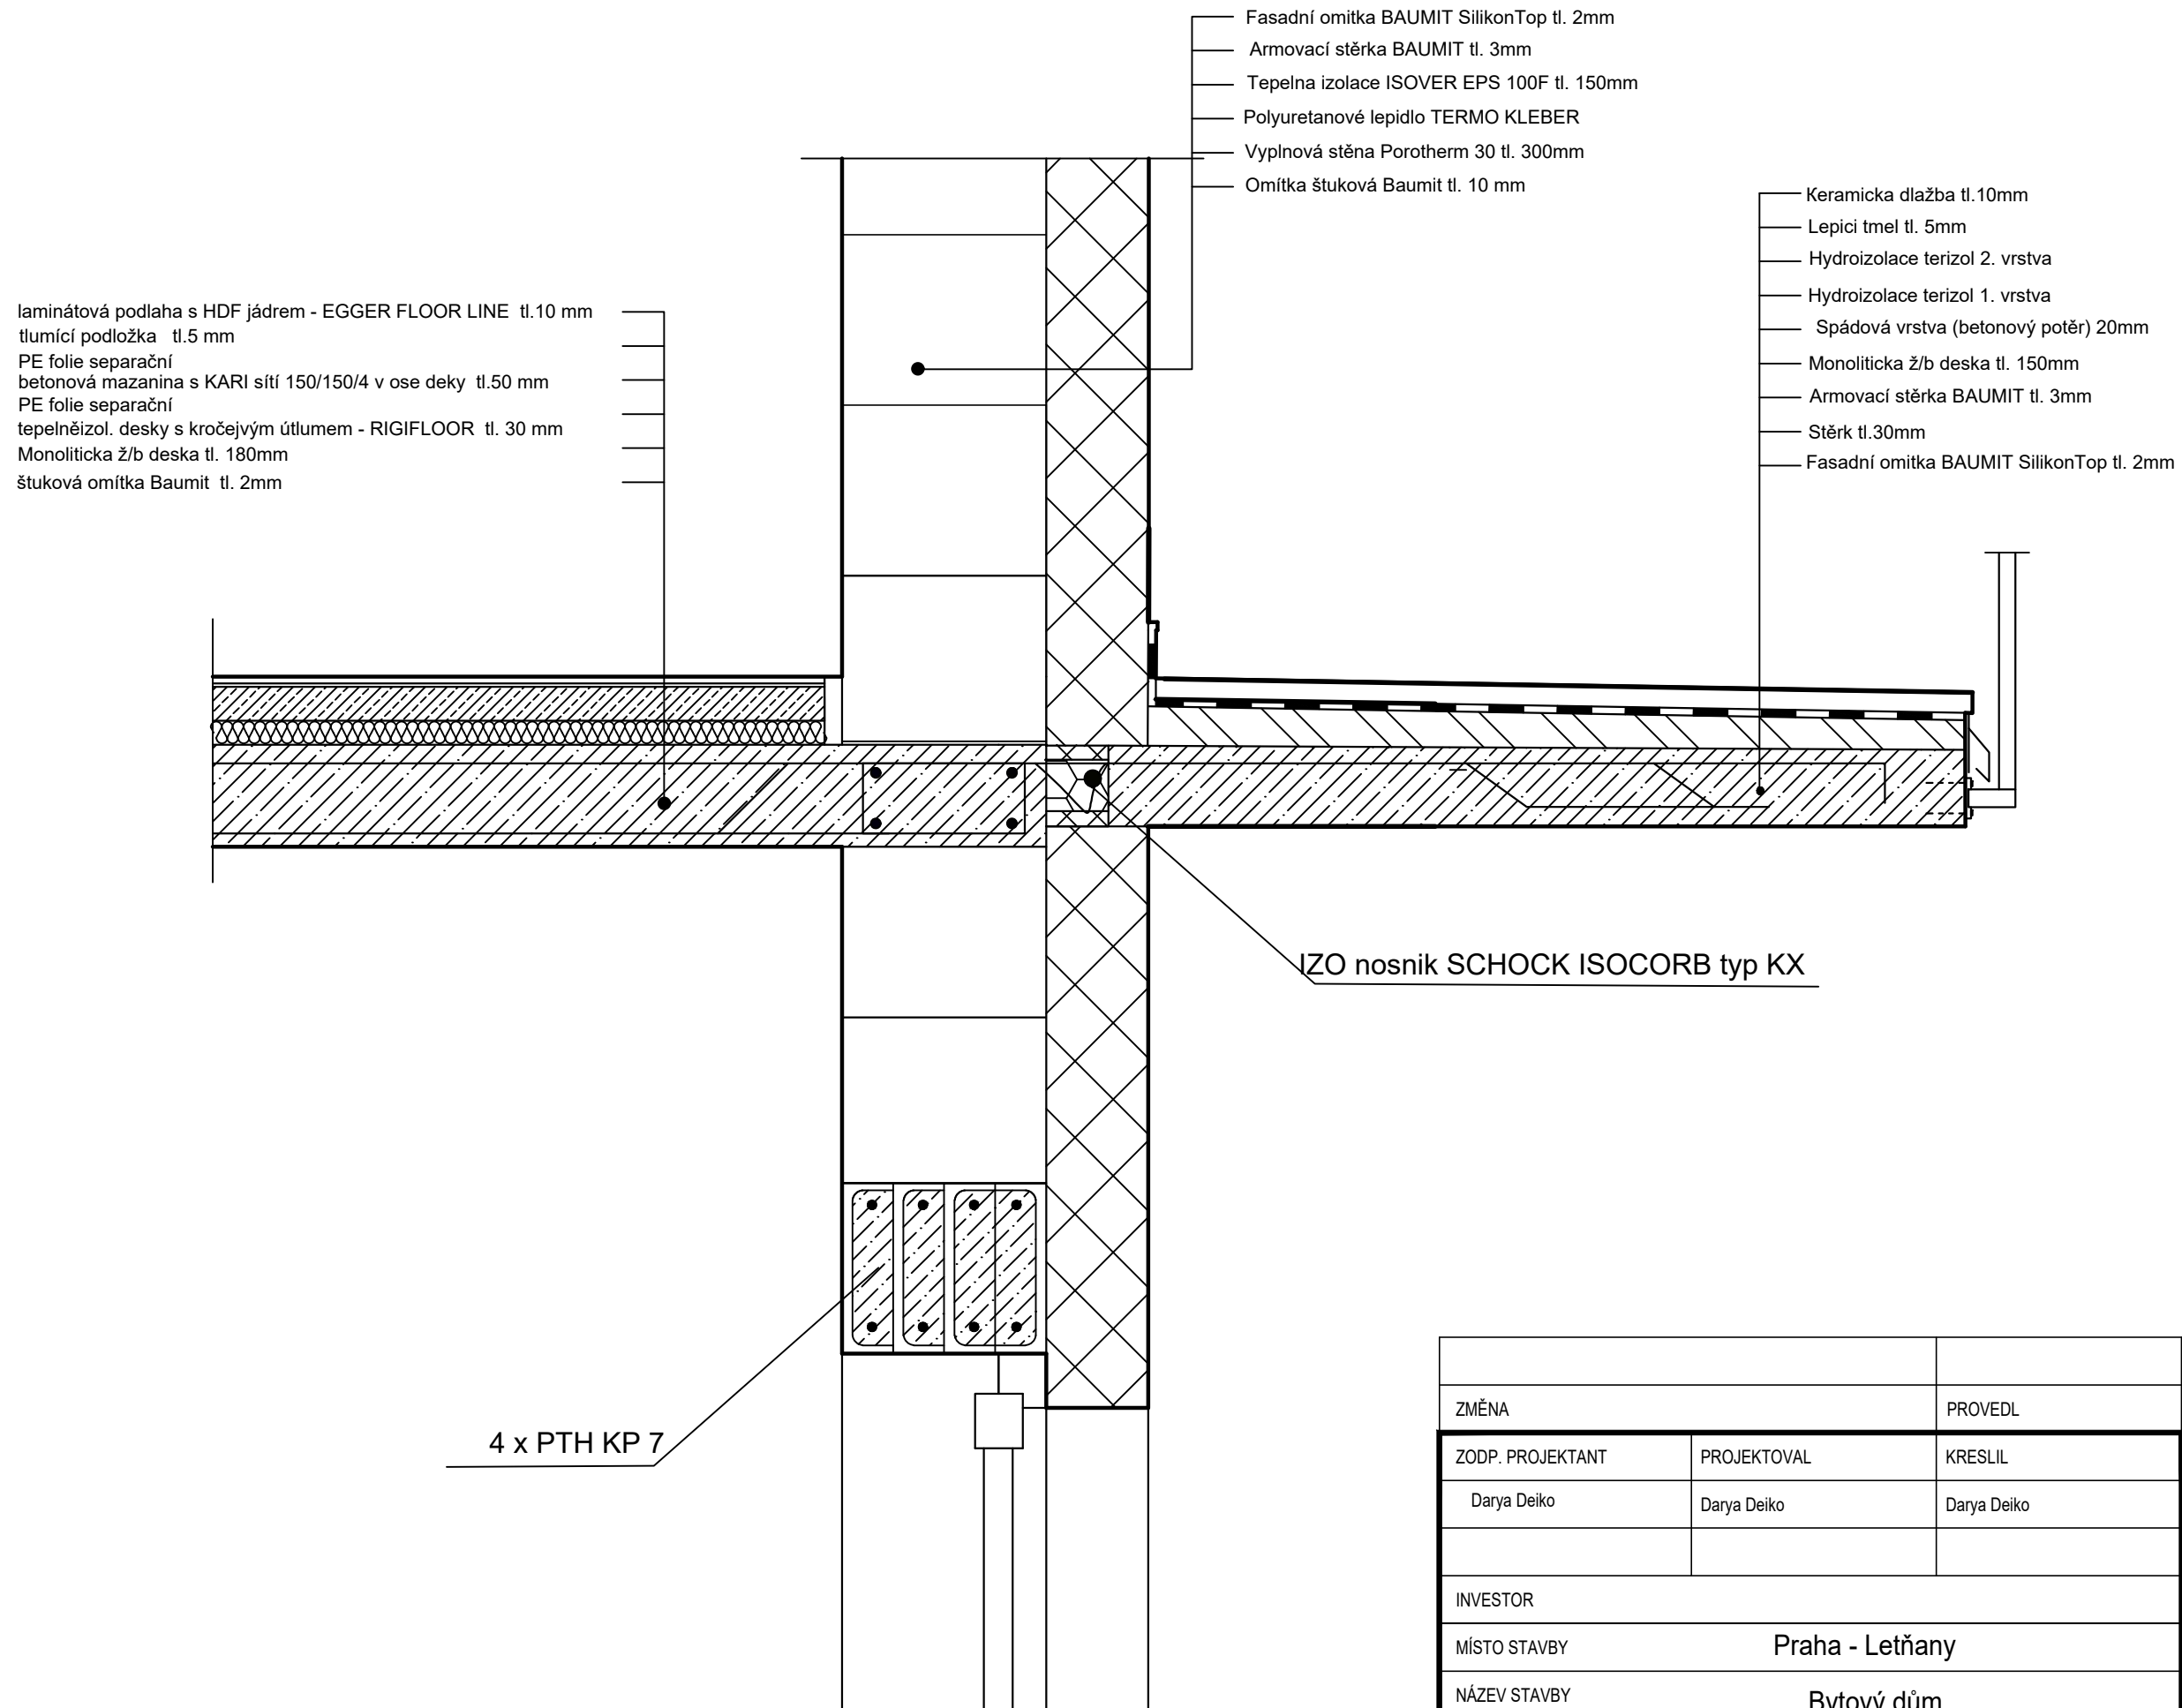 Fasadní omitka BAUMIT SilikonTop tl. 2mm
Armovací stěrka BAUMIT tl. 3mm
Tepelna izolace ISOVER EPS 100F tl. 150mm
Polyuretanové lepidlo TERMO KLEBER
Vyplnová stěna Porotherm 30 tl. 300mm
Omítka štuková Baumit tl. 10 mm
Keramicka dlažba tl.10mm
Lepici tmel tl. 5mm
Hydroizolace terizol 2. vrstva
Hydroizolace terizol 1. vrstva
Spádová vrstva (betonový potěr) 20mm
Monoliticka ž/b deska tl. 150mm
Armovací stěrka BAUMIT tl. 3mm
Stěrk tl.30mm
Fasadní omitka BAUMIT SilikonTop tl. 2mm
laminátová podlaha s HDF jádrem - EGGER FLOOR LINE tl.10 mm
tlumící podložka tl.5 mm
PE folie separační
betonová mazanina s KARI sítí 150/150/4 v ose deky tl.50 mm
PE folie separační
tepelněizol. desky s kročejvým útlumem - RIGIFLOOR tl. 30 mm
Monoliticka ž/b deska tl. 180mm
štuková omítka Baumit tl. 2mm
IZO nosnik SCHOCK ISOCORB typ KX
4 x PTH KP 7
ZMĚNA PROVEDL
ZODP. PROJEKTANT PROJEKTOVAL KRESLIL
Darya Deiko Darya Deiko Darya Deiko
INVESTOR
MÍSTO STAVBY Praha - Letňany
NÁZEV STAVBY Bytový dům